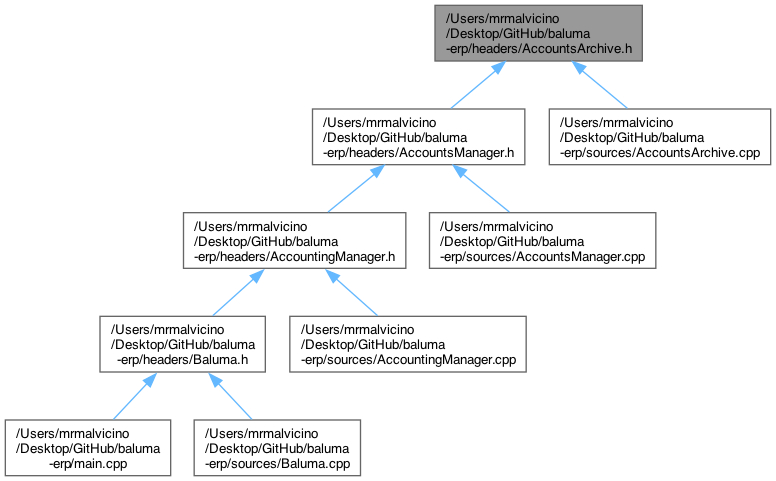 /Users/mrmalvicino
/Desktop/GitHub/baluma
-erp/headers/AccountsArchive.h
/Users/mrmalvicino
/Desktop/GitHub/baluma
-erp/headers/AccountsManager.h
/Users/mrmalvicino
/Desktop/GitHub/baluma
-erp/sources/AccountsArchive.cpp
/Users/mrmalvicino
/Desktop/GitHub/baluma
-erp/headers/AccountingManager.h
/Users/mrmalvicino
/Desktop/GitHub/baluma
-erp/sources/AccountsManager.cpp
/Users/mrmalvicino
/Desktop/GitHub/baluma
-erp/headers/Baluma.h
/Users/mrmalvicino
/Desktop/GitHub/baluma
-erp/sources/AccountingManager.cpp
/Users/mrmalvicino
/Desktop/GitHub/baluma
-erp/main.cpp
/Users/mrmalvicino
/Desktop/GitHub/baluma
-erp/sources/Baluma.cpp